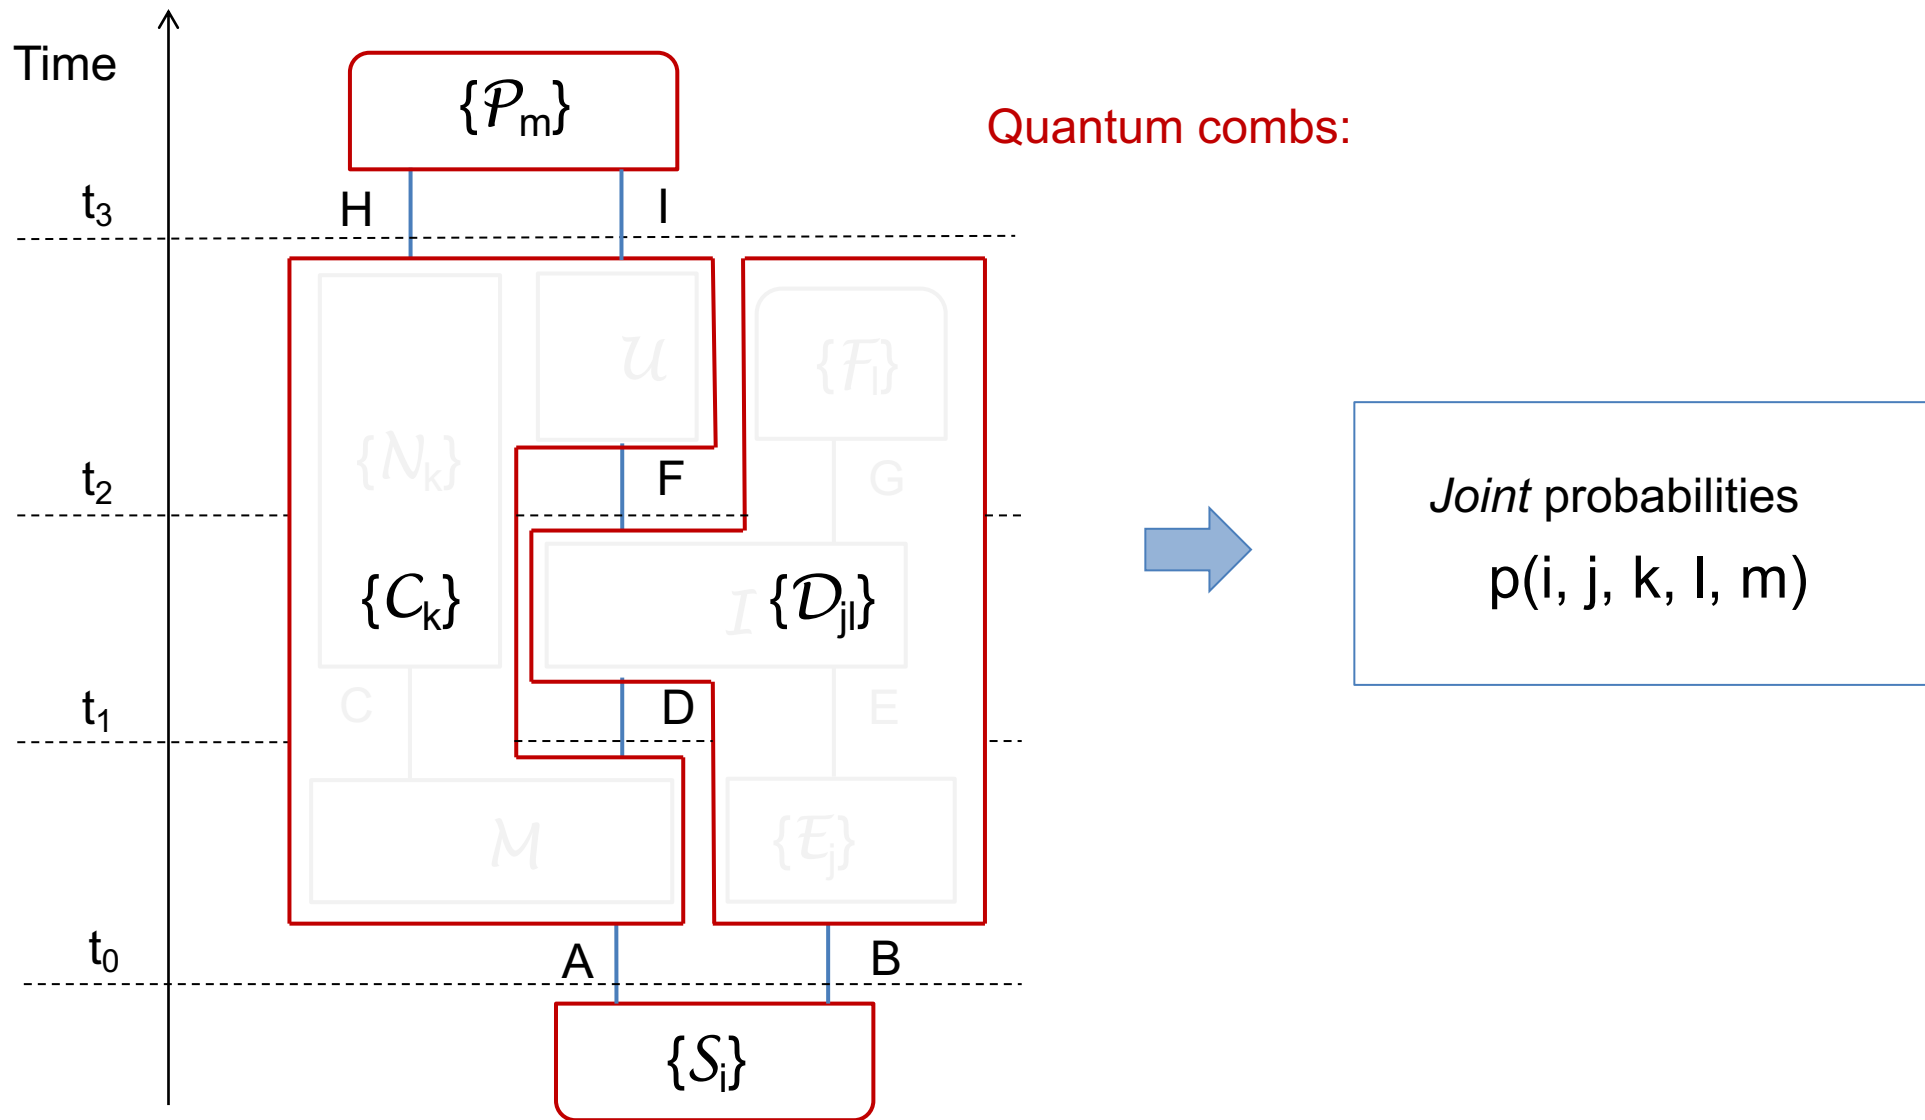 Time
{𝒫m}
Quantum combs:
t3
H
I
𝒰
{ℱl}
{𝒩k}
t2
F
G
Joint probabilities
p(i, j, k, l, m)
{𝒞k}
ℐ
{𝒟jl}
t1
C
D
E
ℳ
{ℰj}
t0
A
B
{𝒮i}